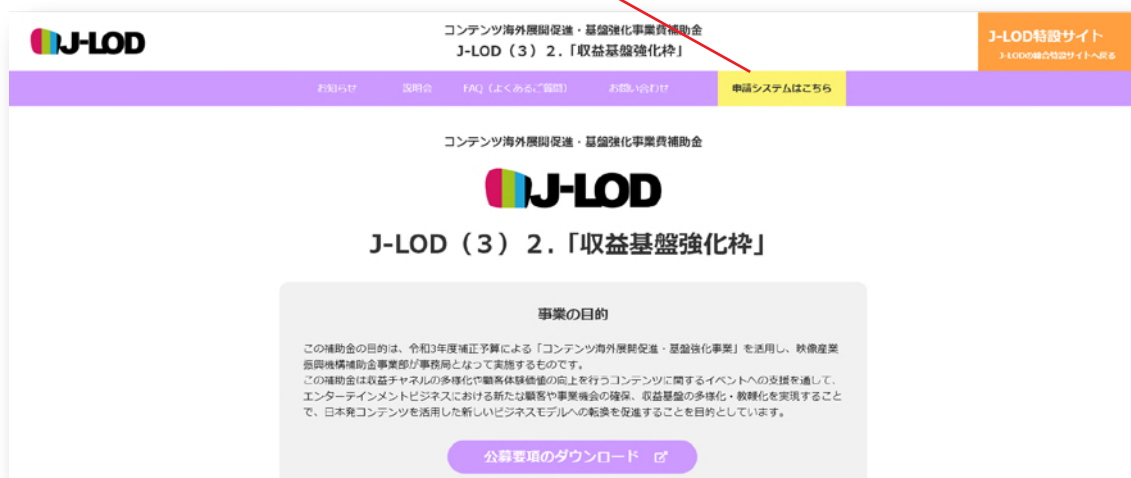 J-LOD
コンテンツ海外展開促進・基盤強化事業費補助金
J-LOD（３）２.「収益基盤強化枠」
J-LOD特設サイト
J-LODの総合特設サイトへ戻る
お知らせ 説明会 FAQ（よくあるご質問） お問い合わせ 申請システムはこちら
コンテンツ海外展開促進・基盤強化事業費補助金
J-LOD
J-LOD（３）２.「収益基盤強化枠」
事業の目的
この補助金の目的は、令和3年度補正予算による「コンテンツ海外展開促進・基盤強化事業」を活用し、映像産業
振興機構補助金事業部が事務局となって実施するものです。
この補助金は収益チャネルの多様化や顧客体験価値の向上を行うコンテンツに関するイベントへの支援を通して、
エンターテインメントビジネスにおける新たな顧客や事業機会の確保、収益基盤の多様化・複線化を実現すること
で、日本発コンテンツを活用した新しいビジネスモデルへの転換を促進することを目的としています。
公募要項のダウンロード